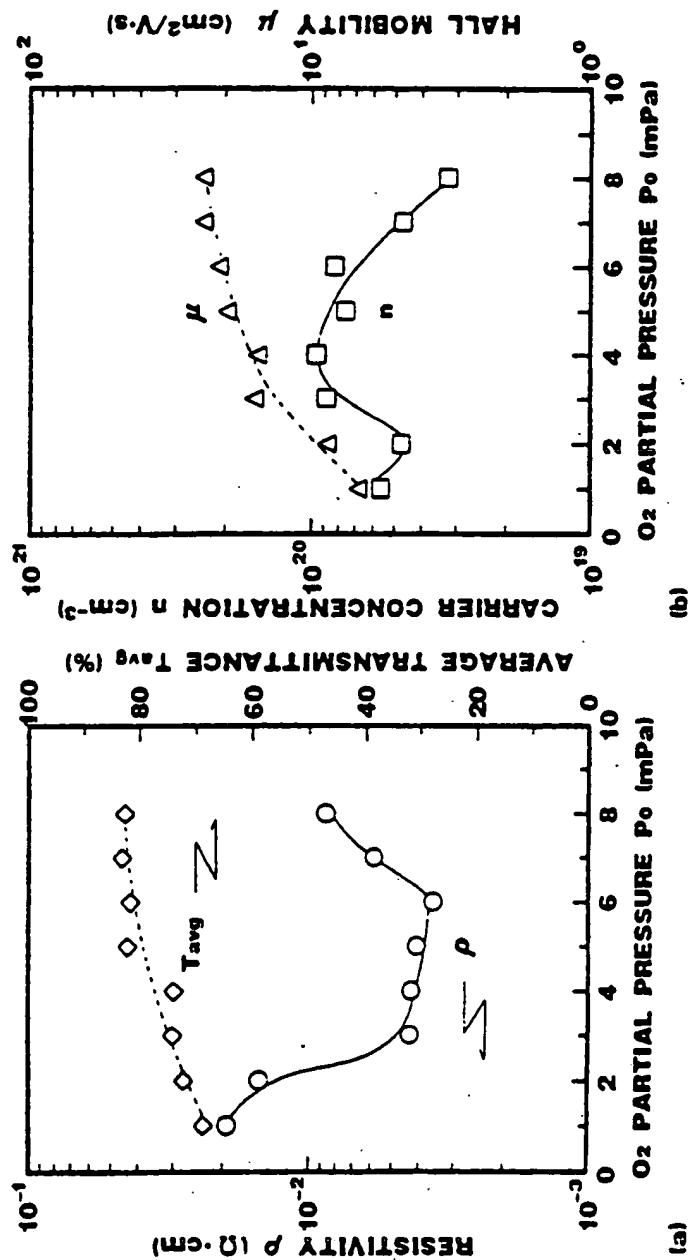 10⁻¹
10⁻²
10⁻³
RESISTIVITY ρ (Ω·cm)
100
80
60
40
20
0
AVERAGE TRANSMITTANCE Tavg (%)
Tavg
ρ
0 2 4 6 8 10
O₂ PARTIAL PRESSURE Po (mPa)
(a)
10²¹
10²⁰
10¹⁹
CARRIER CONCENTRATION n (cm⁻³)
10²
10¹
10⁰
HALL MOBILITY μ (cm²/V·s)
μ
n
0 2 4 6 8 10
O₂ PARTIAL PRESSURE Po (mPa)
(b)